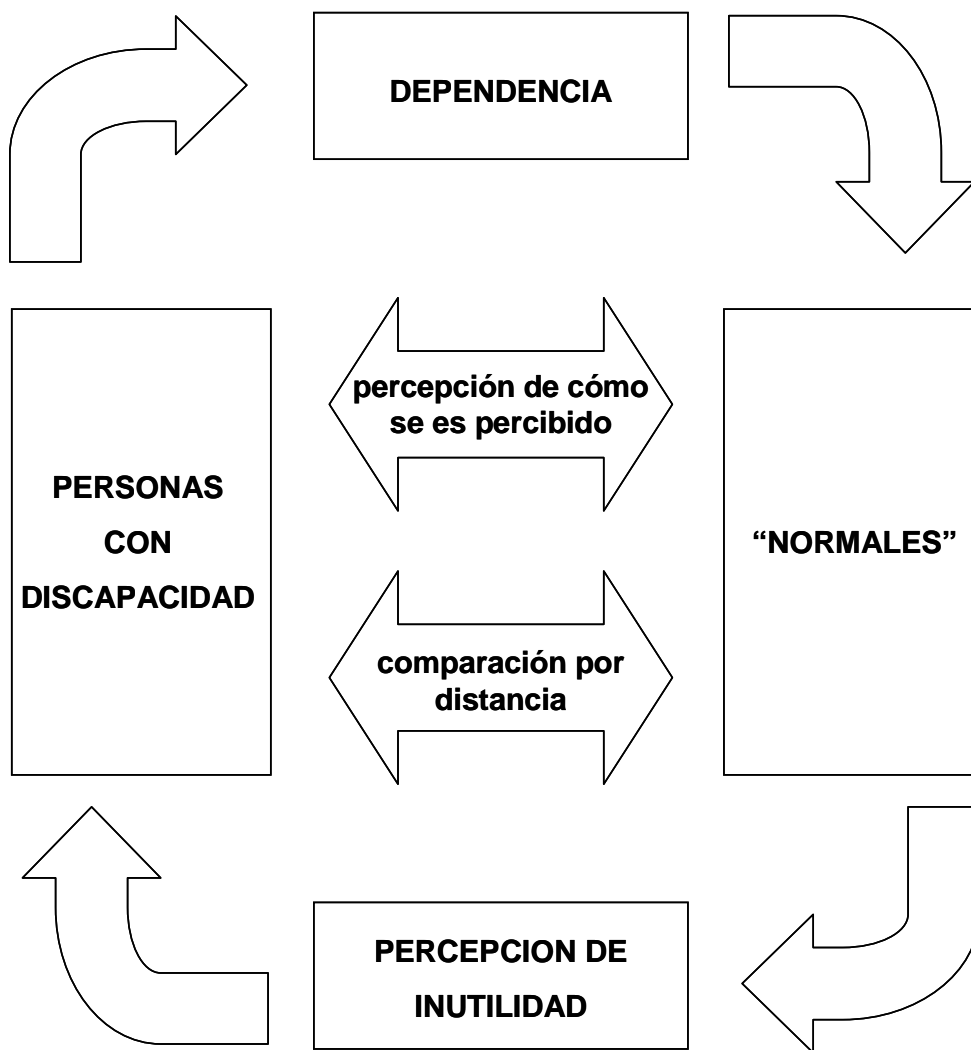 DEPENDENCIA
percepción de cómo
se es percibido
PERSONAS
CON
DISCAPACIDAD
“NORMALES”
comparación por
distancia
PERCEPCION DE
INUTILIDAD